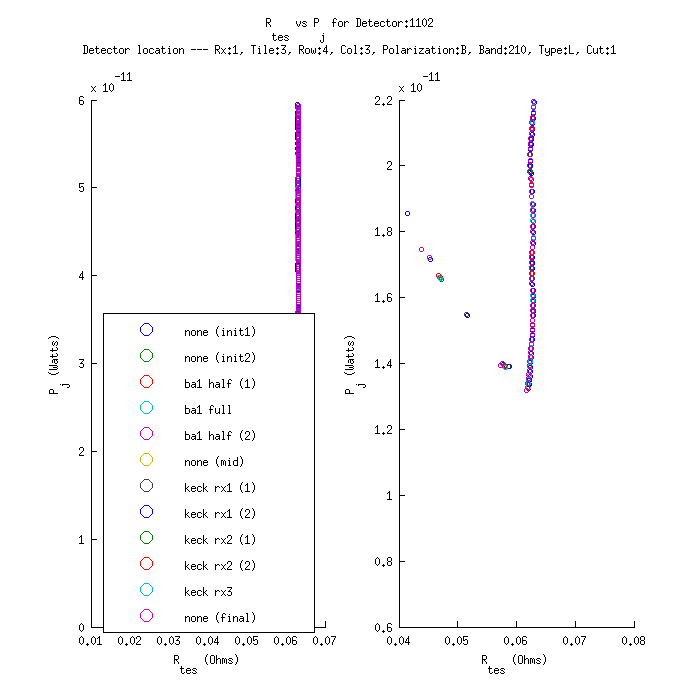 R tes vs P j for Detector:1102
Detector location --- Rx:1, Tile:3, Row:4, Col:3, Polarization:B, Band:210, Type:L, Cut:1
x 10 -11
6
5
4
3
2
1
0
P j (Watts)
0.01 0.02 0.03 0.04 0.05 0.06 0.07
R tes (Ohms)
none (init1)
none (init2)
ba1 half (1)
ba1 full
ba1 half (2)
none (mid)
keck rx1 (1)
keck rx1 (2)
keck rx2 (1)
keck rx2 (2)
keck rx3
none (final)
x 10 -11
2.2
2
1.8
1.6
1.4
1.2
1
0.8
0.6
P j (Watts)
0.04 0.05 0.06 0.07 0.08
R tes (Ohms)